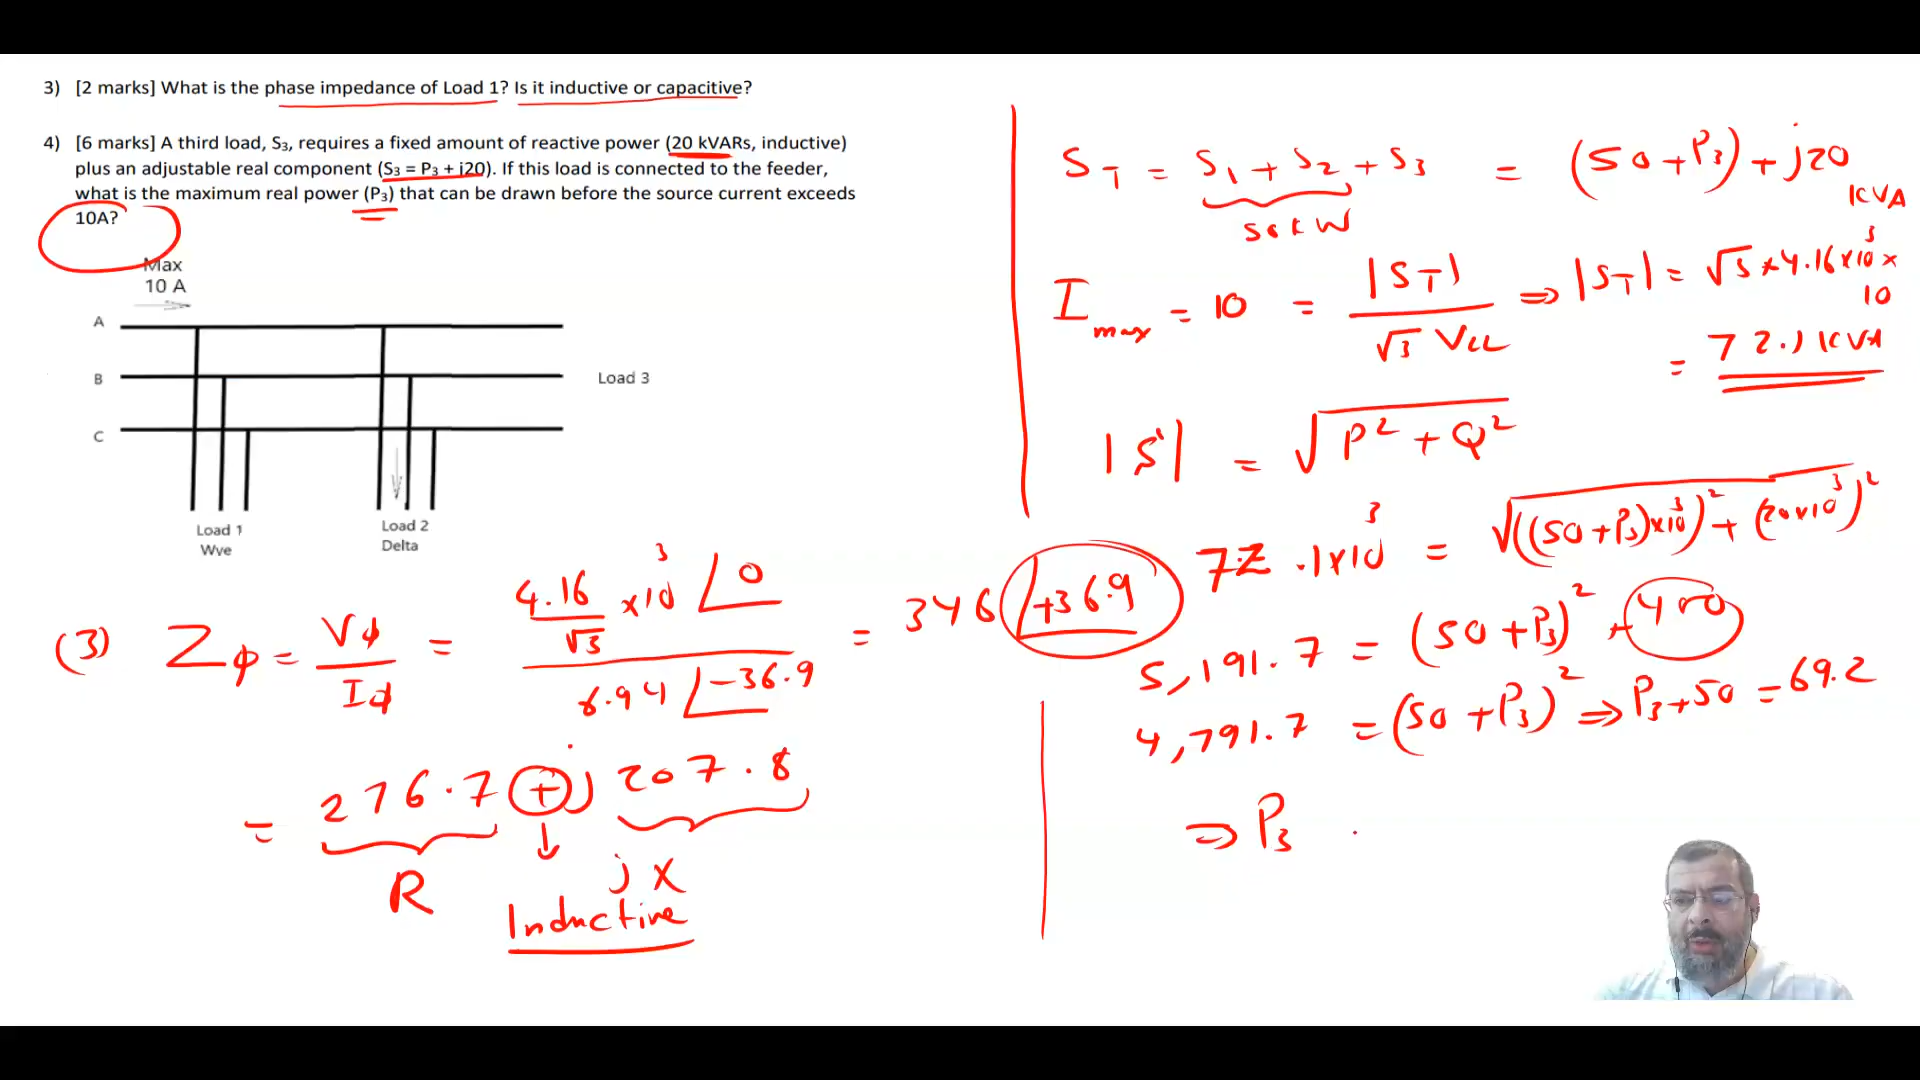 3) [2 marks] What is the phase impedance of Load 1? Is it inductive or capacitive?
4) [6 marks] A third load, S₃, requires a fixed amount of reactive power (20 kVARs, inductive)
plus an adjustable real component (S₃ = P₃ + j20). If this load is connected to the feeder,
what is the maximum real power (P₃) that can be drawn before the source current exceeds
10A?
Max
10 A
A
B
C
Load 3
Load 1
Wye
Load 2
Delta
(3) Zφ = Vφ / Iφ = (4.16/√3 ×10³ ∠0) / (6.94 ∠-36.9) = 346 ∠+36.9
= 276.7 + j 207.8
R
jX
Inductive
S_T = S₁ + S₂ + S₃ = (50 + P₃) + j20 KVA
50 kW
I_max = 10 = |S_T| / √3 V_LL ⇒ |S_T| = √3 × 4.16×10³ × 10
= 72.1 KVA
|S| = √P² + Q²
72.1×10³ = √((50 + P₃)×10³)² + (20×10³)²
5,191.7 = (50 + P₃)² + 400
4,791.7 = (50 + P₃)² ⇒ P₃ + 50 = 69.2
⇒ P₃